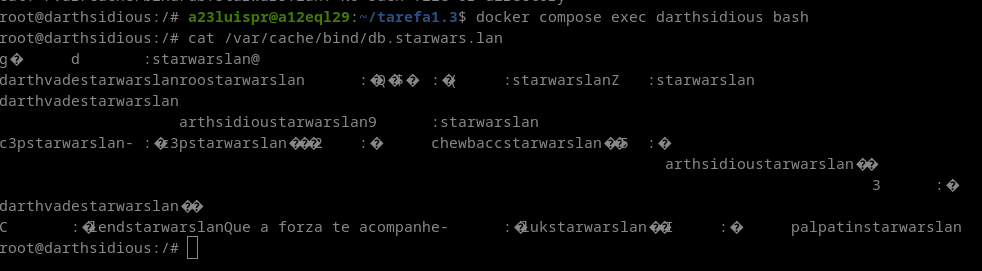 root@darthsidious:/# a23luispr@a12eql29:~/tarefa1.3$ docker compose exec darthsidious bash
root@darthsidious:/# cat /var/cache/bind/db.starwars.lan
g� d :starwarslan@
darthvadestarwarslanroostarwarslan :�Q�$� :�( :starwarslanZ :starwarslan
darthvadestarwarslan
arthsidioustarwarslan9 :starwarslan
c3pstarwarslan- :�c3pstarwarslan���2 :� chewbaccstarwarslan��5 :�
arthsidioustarwarslan��
3 :�
darthvadestarwarslan��
C :�lendstarwarslanQue a forza te acompanhe- :�lukstarwarslan��I :� palpatinstarwarslan
root@darthsidious:/#